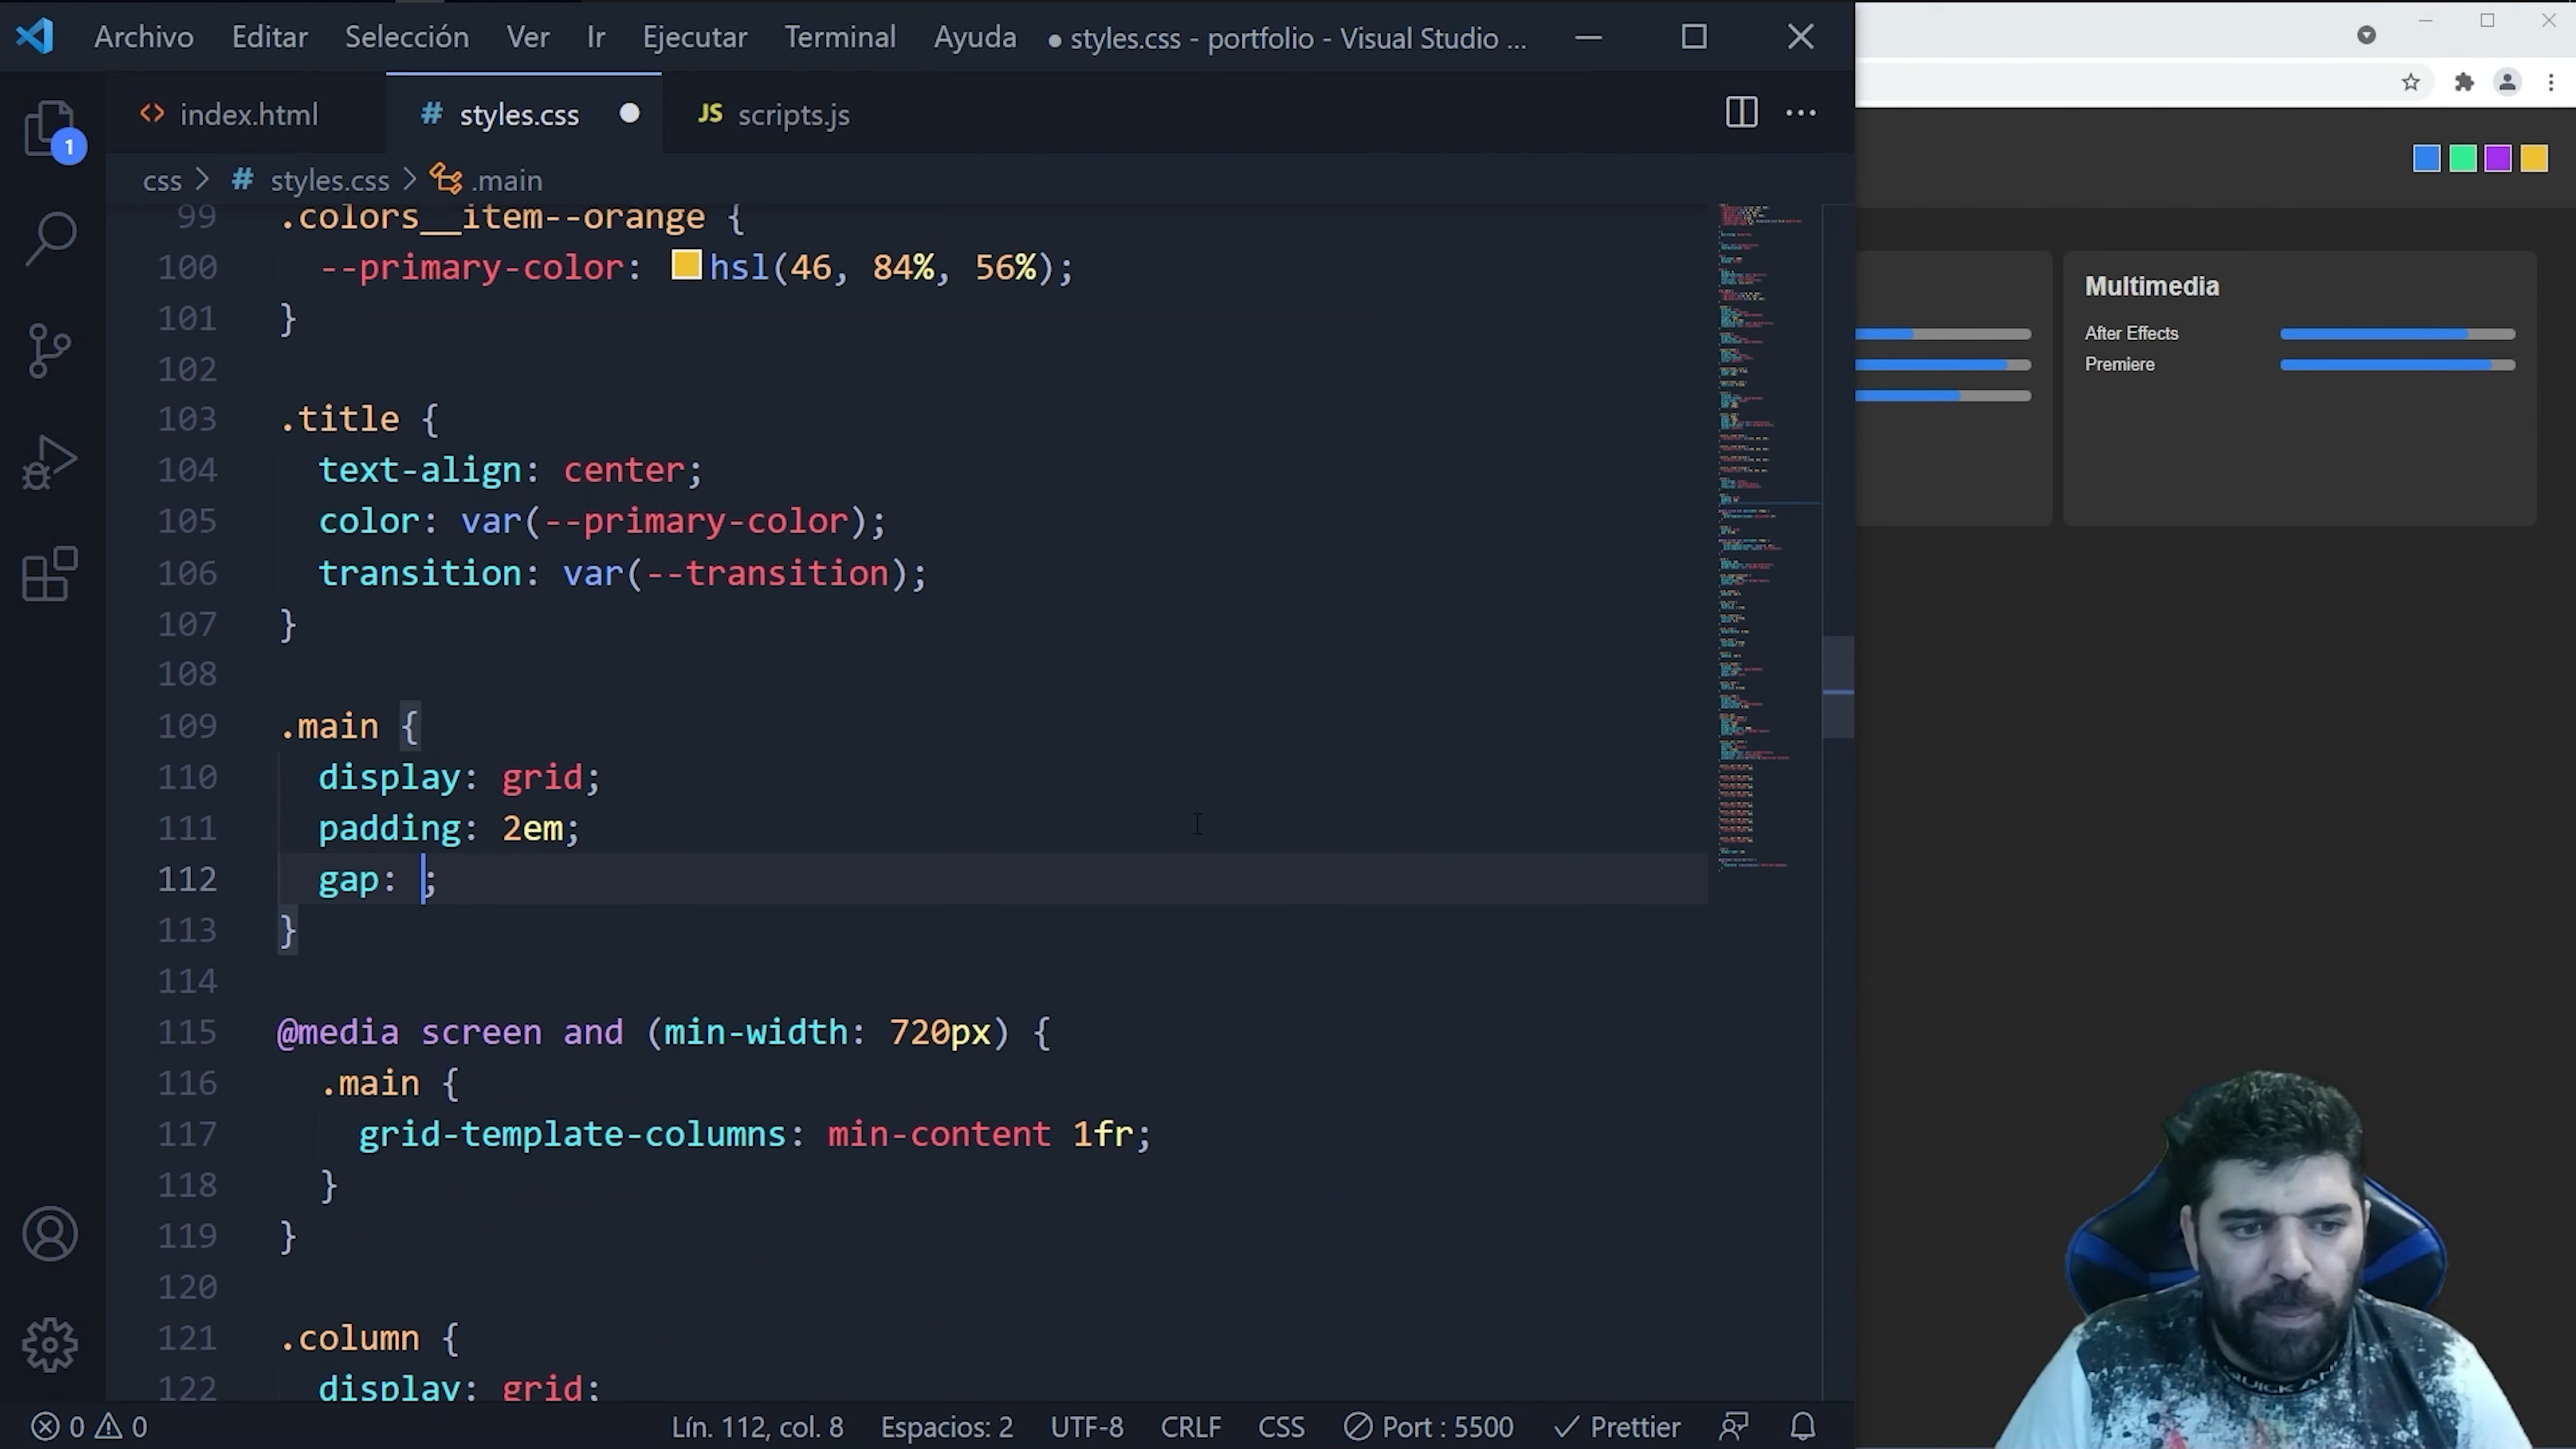 Archivo Editar Selección Ver Ir Ejecutar Terminal Ayuda ● styles.css - portfolio - Visual Studio ...
index.html # styles.css JS scripts.js
1
css > # styles.css > .main
99 .colors__item--orange {
100 --primary-color: hsl(46, 84%, 56%);
101 }
102
103 .title {
104 text-align: center;
105 color: var(--primary-color);
106 transition: var(--transition);
107 }
108
109 .main {
110 display: grid;
111 padding: 2em;
112 gap: ;
113 }
114
115 @media screen and (min-width: 720px) {
116 .main {
117 grid-template-columns: min-content 1fr;
118 }
119 }
120
121 .column {
122 display: grid;
0 0 Lín. 112, col. 8 Espacios: 2 UTF-8 CRLF CSS Port : 5500 Prettier
Multimedia
After Effects
Premiere